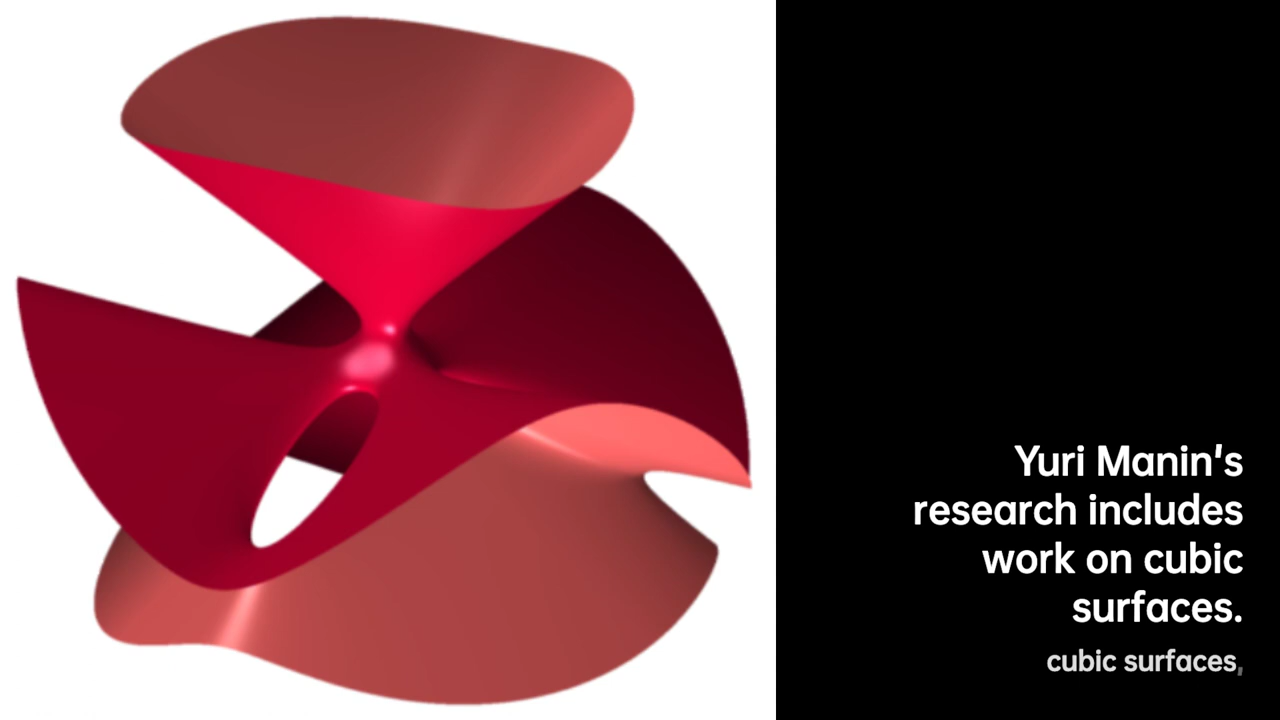 Yuri Manin's
research includes
work on cubic
surfaces.
cubic surfaces,